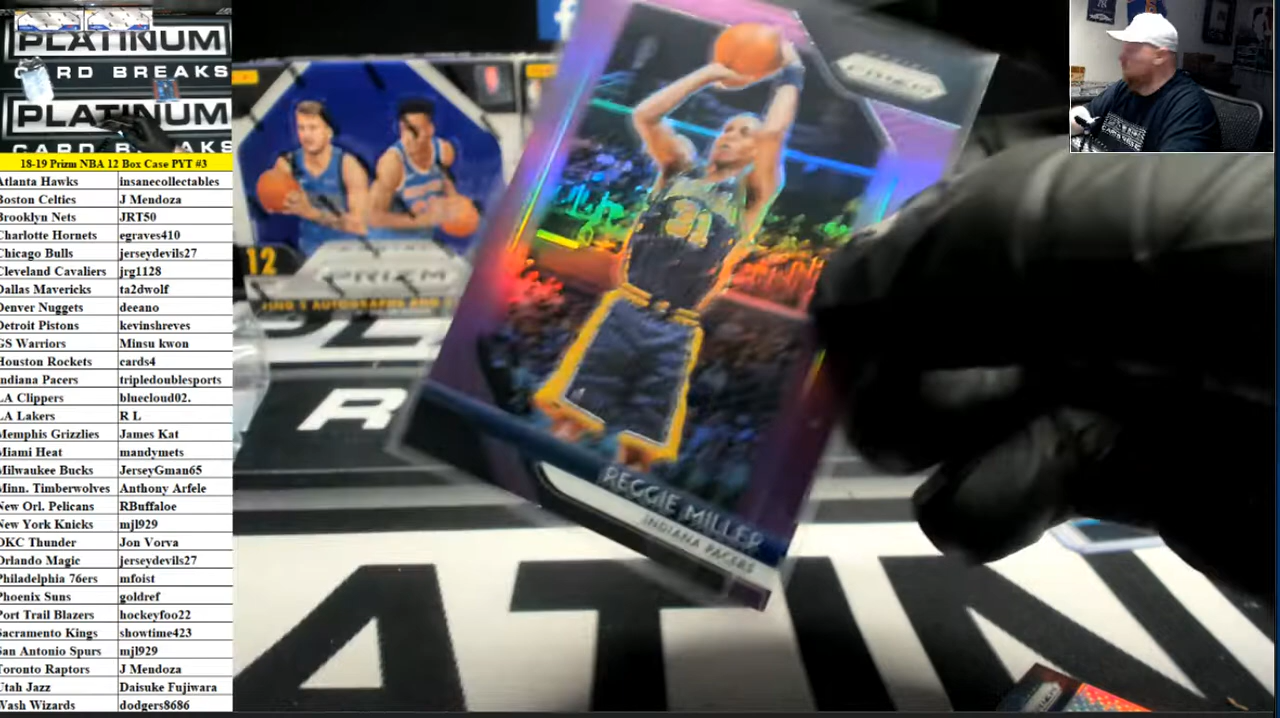 PLATINUM
CARD BREAKS
PLATINUM
CARD BREAKS
18-19 Prizm NBA 12 Box Case PYT #3
Atlanta Hawks insanecollectables
Boston Celtics J Mendoza
Brooklyn Nets JRT50
Charlotte Hornets egraves410
Chicago Bulls jerseydevils27
Cleveland Cavaliers jrg1128
Dallas Mavericks ta2dwolf
Denver Nuggets deeano
Detroit Pistons kevinshreves
GS Warriors Minsu kwon
Houston Rockets cards4
Indiana Pacers tripledoublesports
LA Clippers bluecloud02.
LA Lakers R L
Memphis Grizzlies James Kat
Miami Heat mandymets
Milwaukee Bucks JerseyGman65
Minn. Timberwolves Anthony Arfele
New Orl. Pelicans RBuffaloe
New York Knicks mjl929
OKC Thunder Jon Vorva
Orlando Magic jerseydevils27
Philadelphia 76ers mfoist
Phoenix Suns goldref
Port Trail Blazers hockeyfoo22
Sacramento Kings showtime423
San Antonio Spurs mjl929
Toronto Raptors J Mendoza
Utah Jazz Daisuke Fujiwara
Wash Wizards dodgers8686
12
PRIZM
PRIZM
31
REGGIE MILLER
INDIANA PACERS
R
ATIN